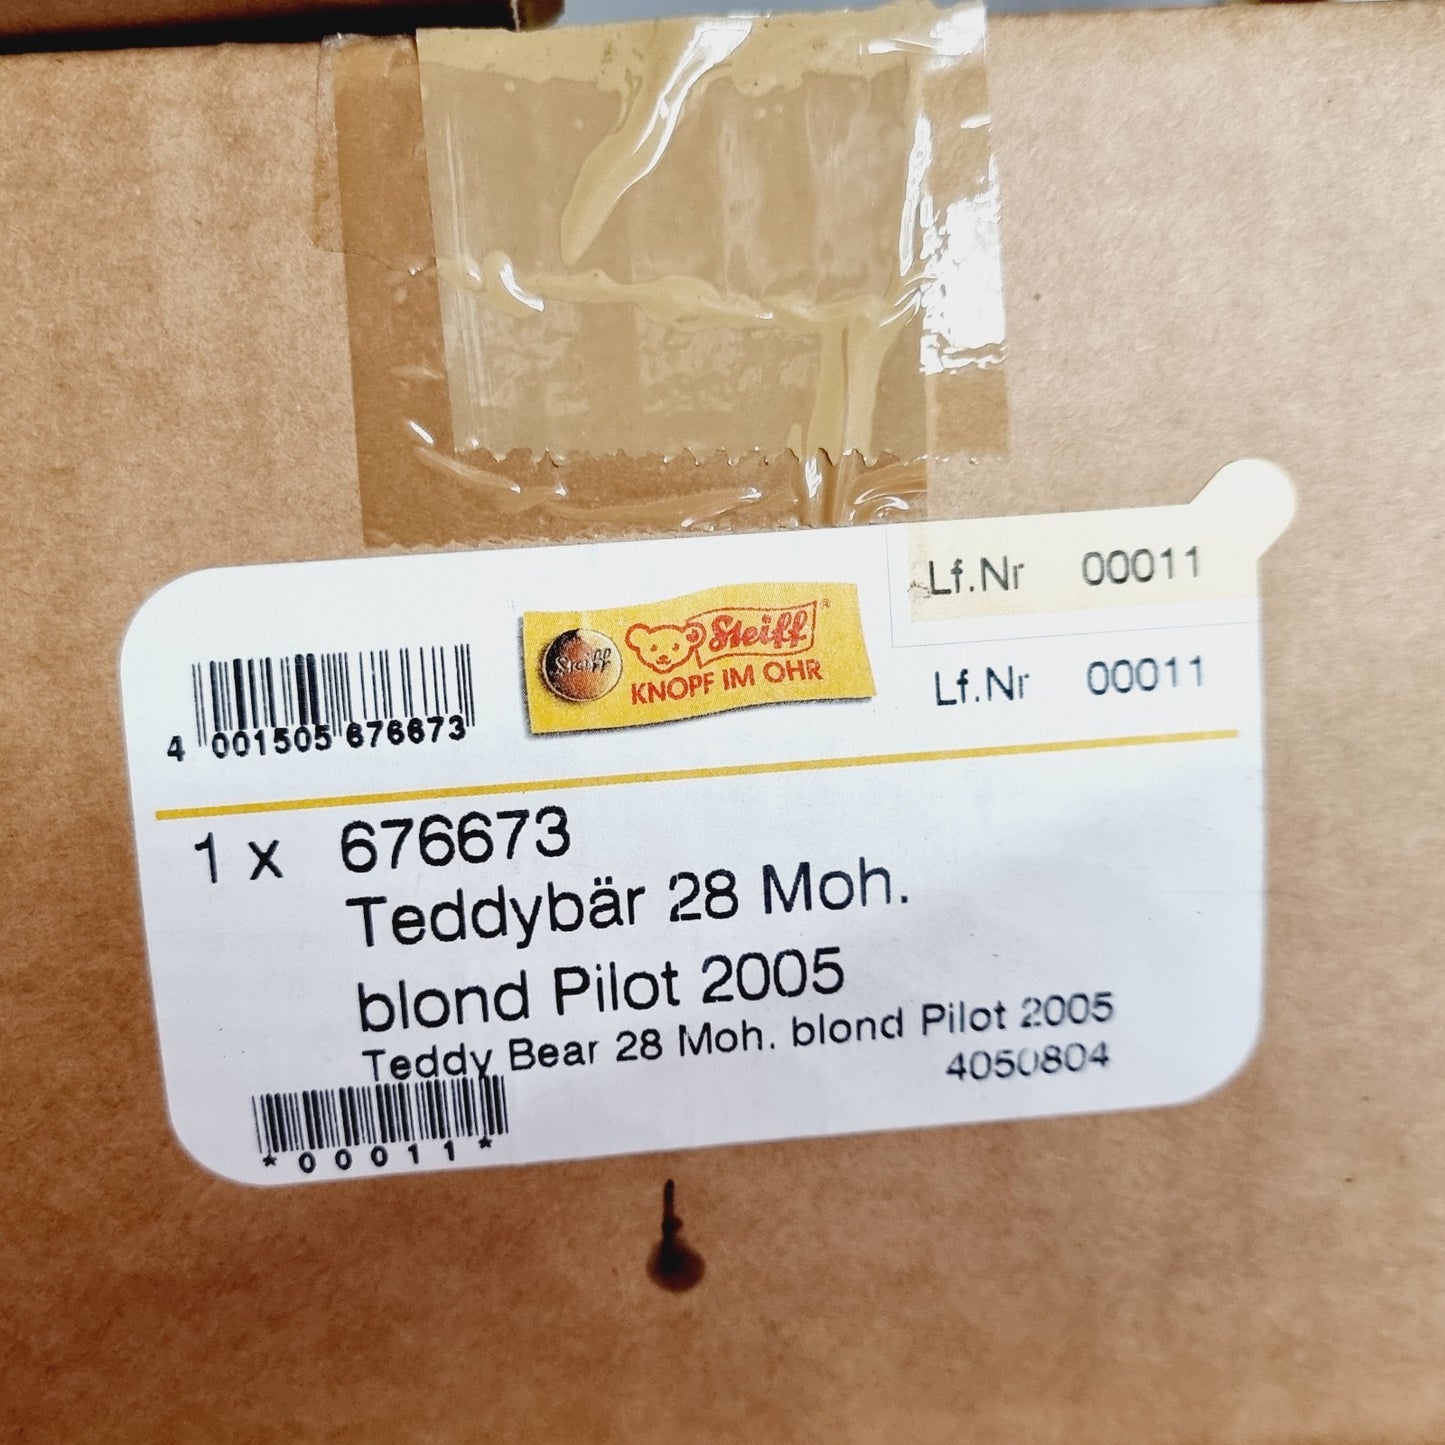 Lf.Nr 00011
Steiff
Steiff®
KNOPF IM OHR
Lf.Nr 00011
4 001505 676673
1 x 676673
Teddybär 28 Moh.
blond Pilot 2005
Teddy Bear 28 Moh. blond Pilot 2005
4050804
*00011*